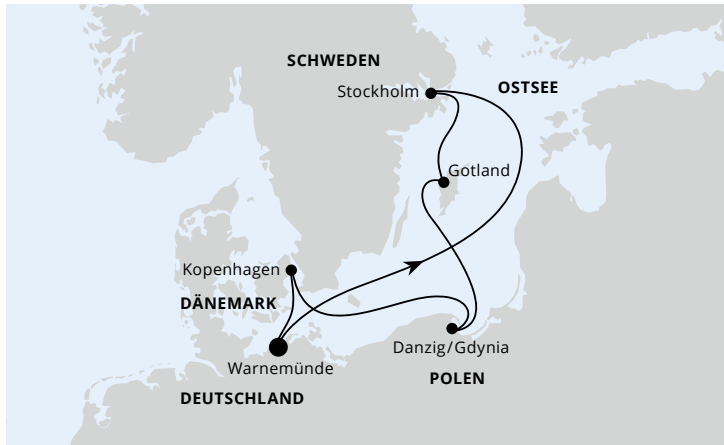 SCHWEDEN
OSTSEE
Stockholm
Gotland
Kopenhagen
DÄNEMARK
Danzig/Gdynia
Warnemünde
POLEN
DEUTSCHLAND